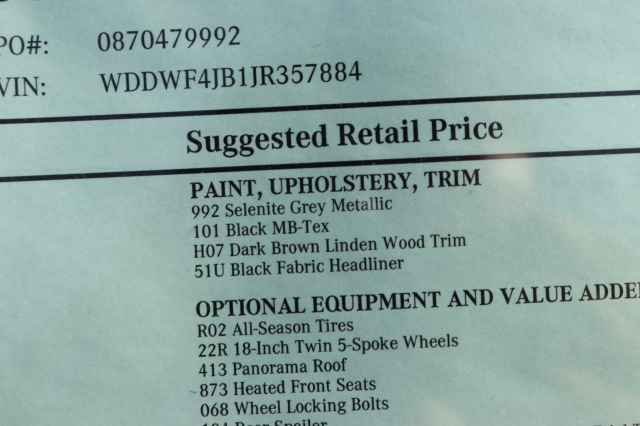 PO#: 0870479992
VIN: WDDWF4JB1JR357884
Suggested Retail Price
PAINT, UPHOLSTERY, TRIM
992 Selenite Grey Metallic
101 Black MB-Tex
H07 Dark Brown Linden Wood Trim
51U Black Fabric Headliner
OPTIONAL EQUIPMENT AND VALUE ADDE
R02 All-Season Tires
22R 18-Inch Twin 5-Spoke Wheels
413 Panorama Roof
873 Heated Front Seats
068 Wheel Locking Bolts
Rear Spoiler